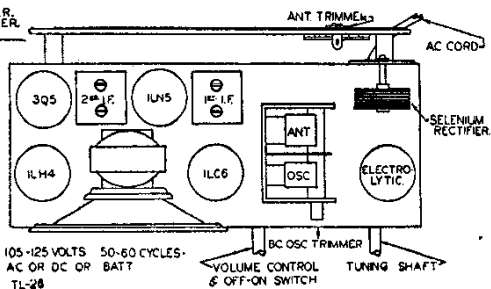 R.
ER.
ANT. TRIMMER
AC CORD
3Q5
2ND I.F.
1LN5
1ST I.F.
SELENIUM
RECTIFIER.
ANT
1LH4
1LC6
OSC
ELECTRO-
LYTIC.
105-125 VOLTS 50-60 CYCLES-
AC OR DC OR BATT
TL-28
BC OSC TRIMMER
VOLUME CONTROL
& OFF-ON SWITCH
TUNING SHAFT